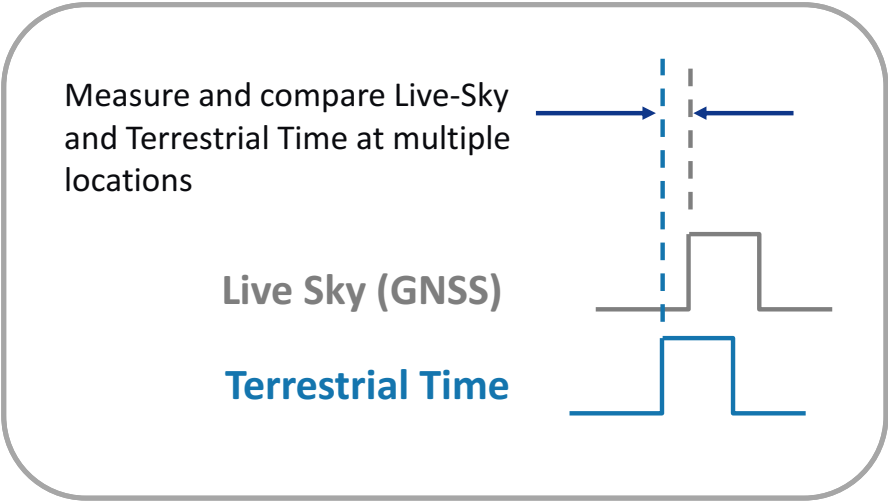 Measure and compare Live-Sky
and Terrestrial Time at multiple
locations
Live Sky (GNSS)
Terrestrial Time